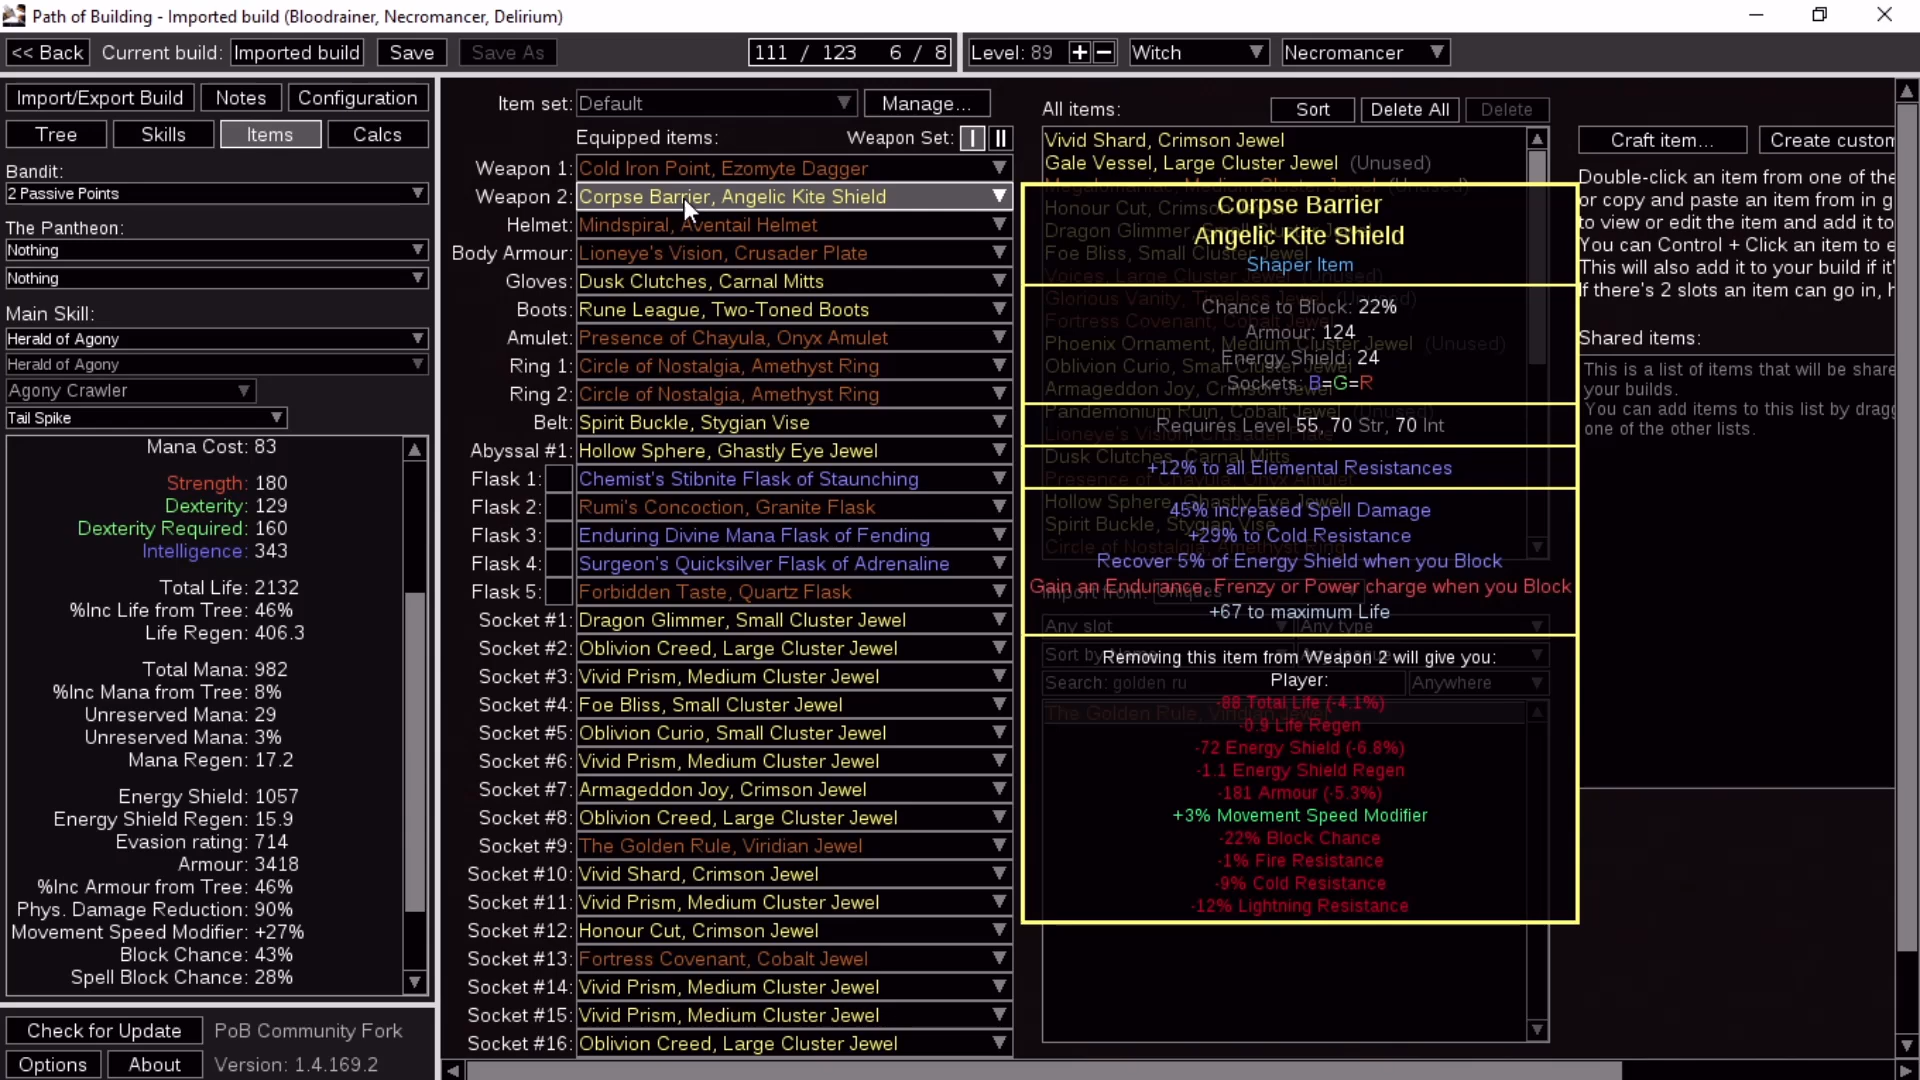 Path of Building - Imported build (Bloodrainer, Necromancer, Delirium)
<< Back
Current build: Imported build
Save
Save As
111 / 123 6 / 8
Level: 89
+
−
Witch
Necromancer
Import/Export Build
Notes
Configuration
Tree
Skills
Items
Calcs
Bandit:
2 Passive Points
The Pantheon:
Nothing
Nothing
Main Skill:
Herald of Agony
Herald of Agony
Agony Crawler
Tail Spike
Mana Cost: 83
Strength: 180
Dexterity: 129
Dexterity Required: 160
Intelligence: 343
Total Life: 2132
%Inc Life from Tree: 46%
Life Regen: 406.3
Total Mana: 982
%Inc Mana from Tree: 8%
Unreserved Mana: 29
Unreserved Mana: 3%
Mana Regen: 17.2
Energy Shield: 1057
Energy Shield Regen: 15.9
Evasion rating: 714
Armour: 3418
%Inc Armour from Tree: 46%
Phys. Damage Reduction: 90%
Movement Speed Modifier: +27%
Block Chance: 43%
Spell Block Chance: 28%
Check for Update
PoB Community Fork
Options
About
Version: 1.4.169.2
Item set: Default
Manage...
Equipped items:
Weapon Set: I II
Weapon 1: Cold Iron Point, Ezomyte Dagger
Weapon 2: Corpse Barrier, Angelic Kite Shield
Helmet: Mindspiral, Aventail Helmet
Body Armour: Lioneye's Vision, Crusader Plate
Gloves: Dusk Clutches, Carnal Mitts
Boots: Rune League, Two-Toned Boots
Amulet: Presence of Chayula, Onyx Amulet
Ring 1: Circle of Nostalgia, Amethyst Ring
Ring 2: Circle of Nostalgia, Amethyst Ring
Belt: Spirit Buckle, Stygian Vise
Abyssal #1: Hollow Sphere, Ghastly Eye Jewel
Flask 1: Chemist's Stibnite Flask of Staunching
Flask 2: Rumi's Concoction, Granite Flask
Flask 3: Enduring Divine Mana Flask of Fending
Flask 4: Surgeon's Quicksilver Flask of Adrenaline
Flask 5: Forbidden Taste, Quartz Flask
Socket #1: Dragon Glimmer, Small Cluster Jewel
Socket #2: Oblivion Creed, Large Cluster Jewel
Socket #3: Vivid Prism, Medium Cluster Jewel
Socket #4: Foe Bliss, Small Cluster Jewel
Socket #5: Oblivion Curio, Small Cluster Jewel
Socket #6: Vivid Prism, Medium Cluster Jewel
Socket #7: Armageddon Joy, Crimson Jewel
Socket #8: Oblivion Creed, Large Cluster Jewel
Socket #9: The Golden Rule, Viridian Jewel
Socket #10: Vivid Shard, Crimson Jewel
Socket #11: Vivid Prism, Medium Cluster Jewel
Socket #12: Honour Cut, Crimson Jewel
Socket #13: Fortress Covenant, Cobalt Jewel
Socket #14: Vivid Prism, Medium Cluster Jewel
Socket #15: Vivid Prism, Medium Cluster Jewel
Socket #16: Oblivion Creed, Large Cluster Jewel
All items:
Sort
Delete All
Delete
Vivid Shard, Crimson Jewel
Gale Vessel, Large Cluster Jewel (Unused)
Corpse Barrier
Angelic Kite Shield
Shaper Item
Chance to Block: 22%
Armour: 124
Energy Shield: 24
Sockets: B=G=R
Requires Level 55, 70 Str, 70 Int
+12% to all Elemental Resistances
45% increased Spell Damage
+29% to Cold Resistance
Recover 5% of Energy Shield when you Block
Gain an Endurance, Frenzy or Power charge when you Block
+67 to maximum Life
Removing this item from Weapon 2 will give you:
Player:
-88 Total Life (-4.1%)
-0.9 Life Regen
-72 Energy Shield (-6.8%)
-1.1 Energy Shield Regen
-181 Armour (-5.3%)
+3% Movement Speed Modifier
-22% Block Chance
-1% Fire Resistance
-9% Cold Resistance
-12% Lightning Resistance
Any slot
Any type
Search: golden ru
Anywhere
Craft item...
Create custom
Double-click an item from one of the
or copy and paste an item from in g
to view or edit the item and add it to
You can Control + Click an item to e
This will also add it to your build if it'
If there's 2 slots an item can go in, h
Shared items:
This is a list of items that will be share
your builds.
You can add items to this list by drag
one of the other lists.